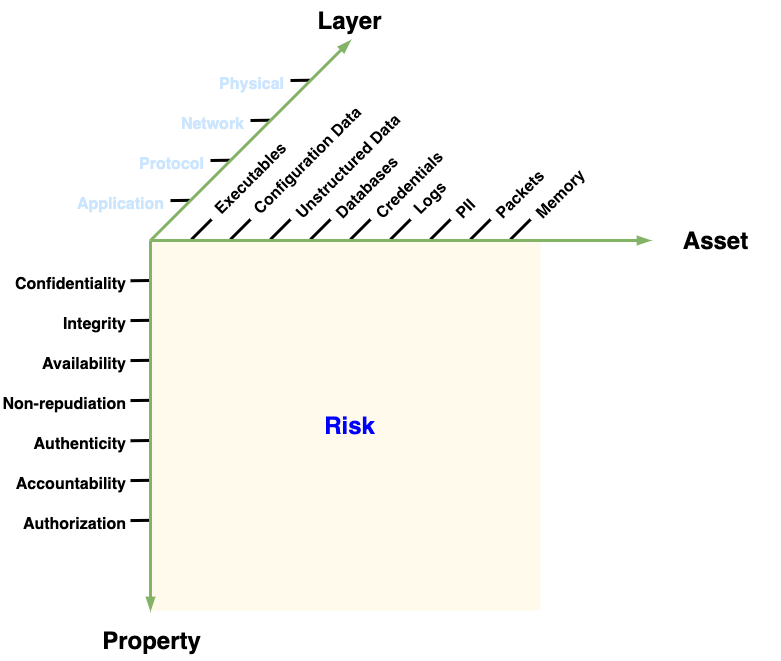 Layer
Physical
Network
Protocol
Application
Executables
Configuration Data
Unstructured Data
Databases
Credentials
Logs
PII
Packets
Memory
Asset
Confidentiality
Integrity
Availability
Non-repudiation
Authenticity
Accountability
Authorization
Risk
Property